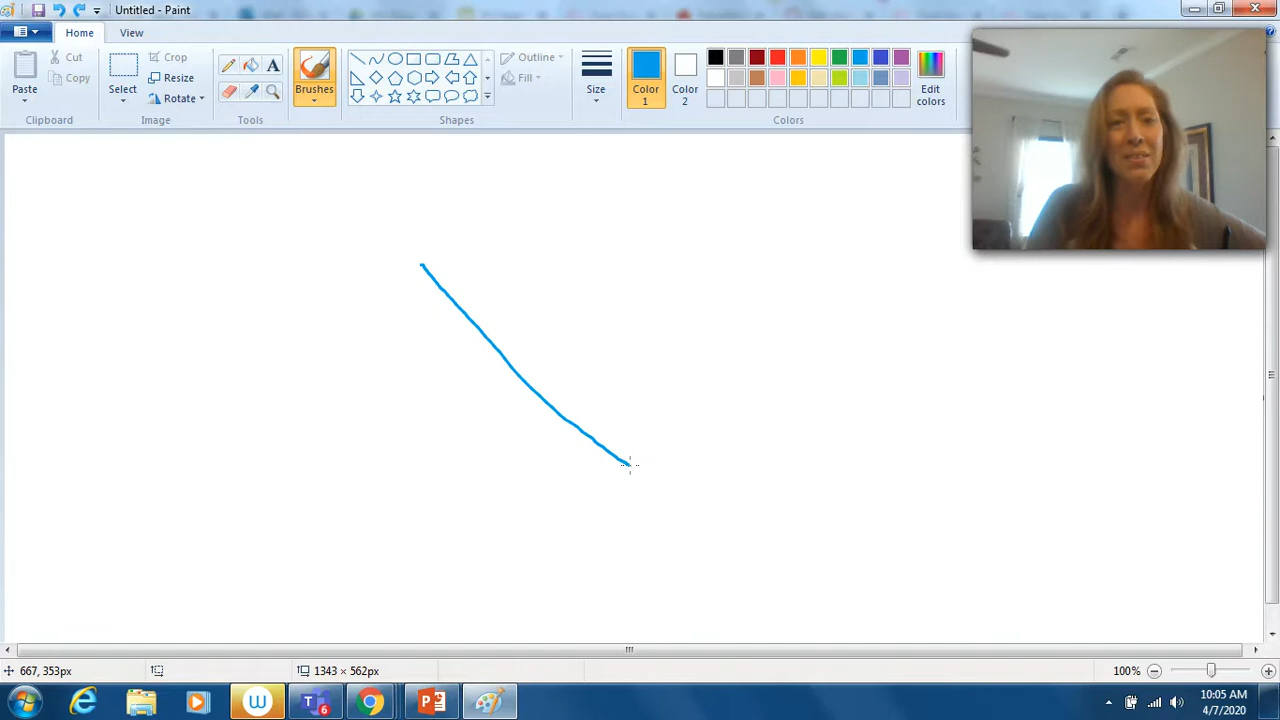 Untitled - Paint
Home View
Paste
Cut
Copy
Clipboard
Select
Crop
Resize
Rotate
Image
A
Tools
Brushes
Outline
Fill
Shapes
Size
Color
1
Color
2
Edit
colors
Colors
667, 353px
1343 × 562px
100%
W
T
6
P
10:05 AM
4/7/2020